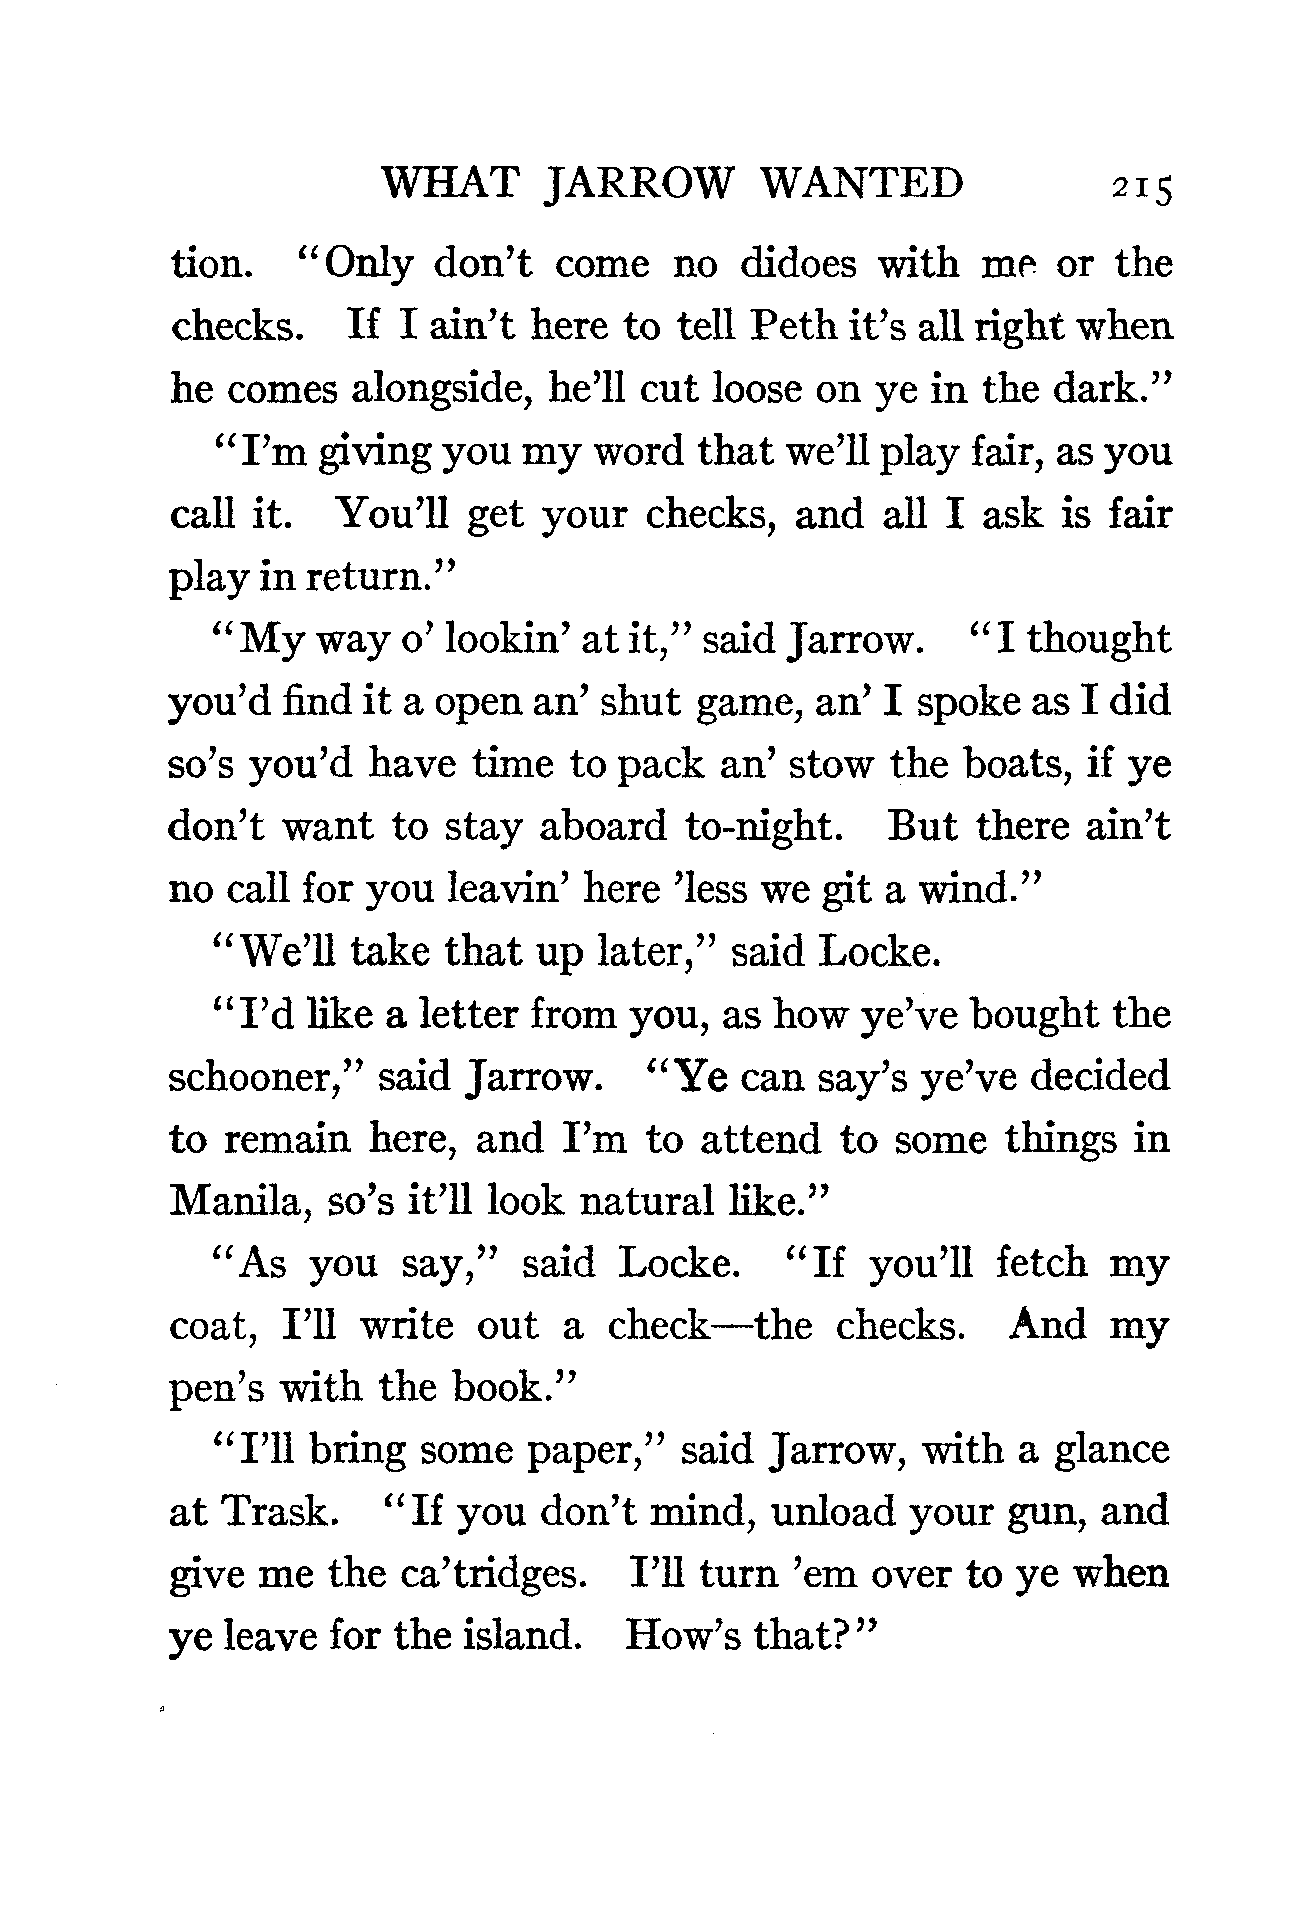 WHAT JARROW WANTED 215
tion. "Only don't come no didoes with me or the
checks. If I ain't here to tell Peth it's all right when
he comes alongside, he'll cut loose on ye in the dark."
"I'm giving you my word that we'll play fair, as you
call it. You'll get your checks, and all I ask is fair
play in return."
"My way o' lookin' at it," said Jarrow. "I thought
you'd find it a open an' shut game, an' I spoke as I did
so's you'd have time to pack an' stow the boats, if ye
don't want to stay aboard to-night. But there ain't
no call for you leavin' here 'less we git a wind."
"We'll take that up later," said Locke.
"I'd like a letter from you, as how ye've bought the
schooner," said Jarrow. "Ye can say's ye've decided
to remain here, and I'm to attend to some things in
Manila, so's it'll look natural like."
"As you say," said Locke. "If you'll fetch my
coat, I'll write out a check—the checks. And my
pen's with the book."
"I'll bring some paper," said Jarrow, with a glance
at Trask. "If you don't mind, unload your gun, and
give me the ca'tridges. I'll turn 'em over to ye when
ye leave for the island. How's that?"